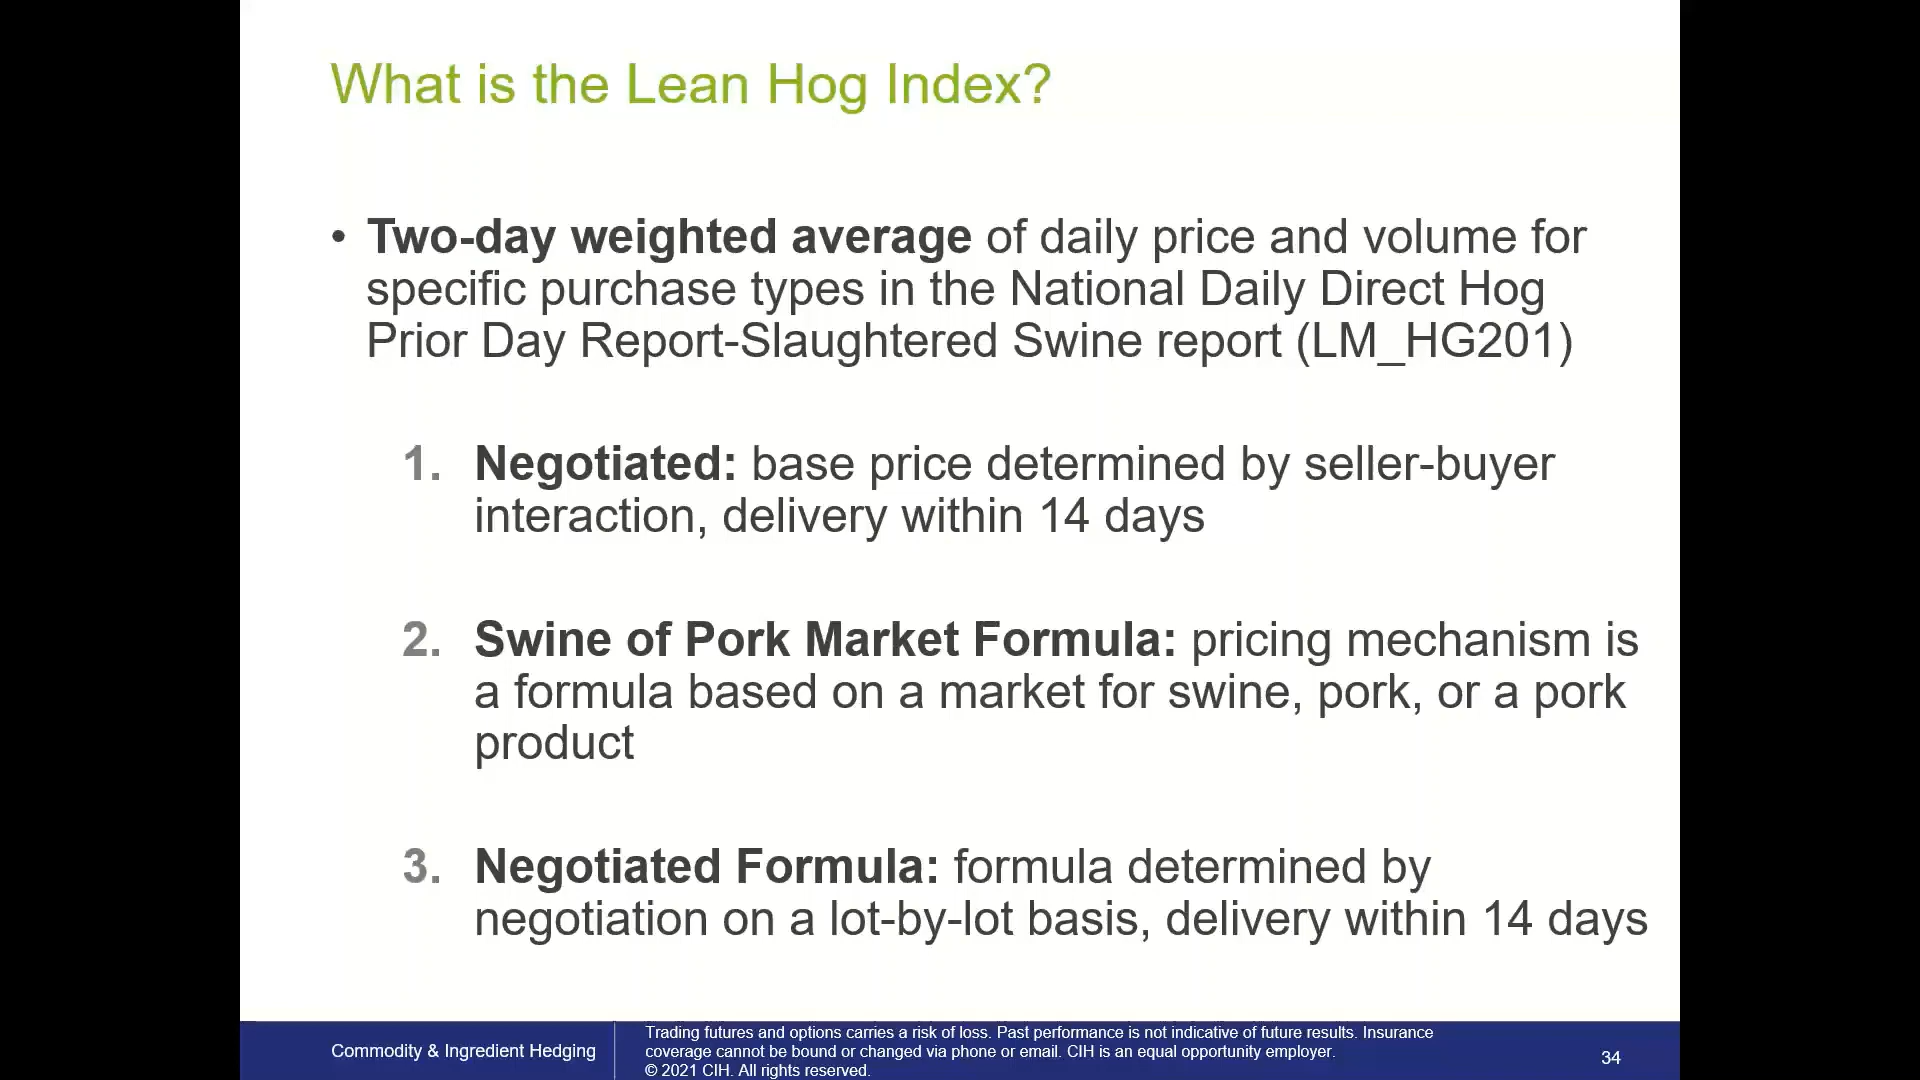 What is the Lean Hog Index?
• Two-day weighted average of daily price and volume for
specific purchase types in the National Daily Direct Hog
Prior Day Report-Slaughtered Swine report (LM_HG201)
1. Negotiated: base price determined by seller-buyer
interaction, delivery within 14 days
2. Swine of Pork Market Formula: pricing mechanism is
a formula based on a market for swine, pork, or a pork
product
3. Negotiated Formula: formula determined by
negotiation on a lot-by-lot basis, delivery within 14 days
Commodity & Ingredient Hedging
Trading futures and options carries a risk of loss. Past performance is not indicative of future results. Insurance
coverage cannot be bound or changed via phone or email. CIH is an equal opportunity employer.
© 2021 CIH. All rights reserved.
34